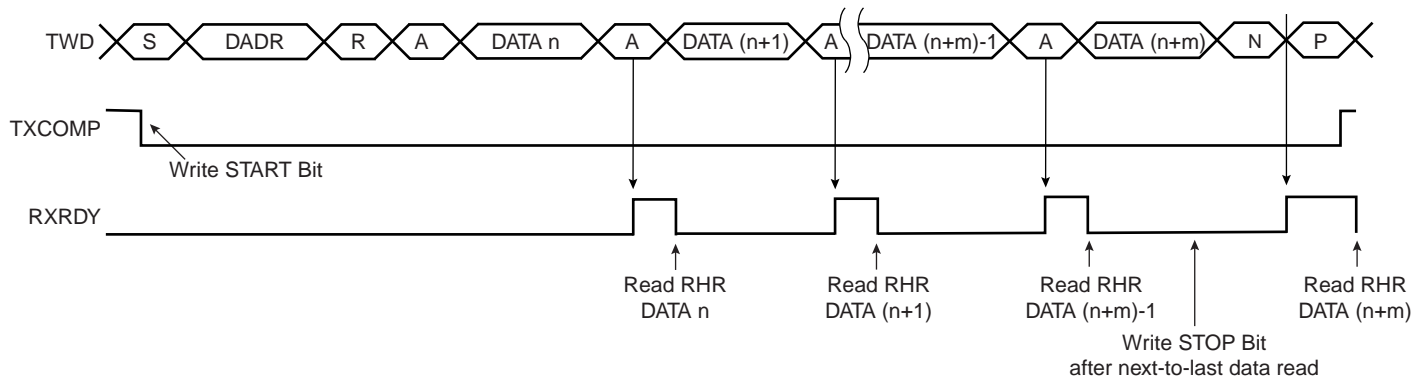 TWD S DADR R A DATA n A DATA (n+1) A DATA (n+m)-1 A DATA (n+m) N P
TXCOMP
Write START Bit
RXRDY
Read RHR Read RHR Read RHR Read RHR
DATA n DATA (n+1) DATA (n+m)-1 DATA (n+m)
Write STOP Bit
after next-to-last data read